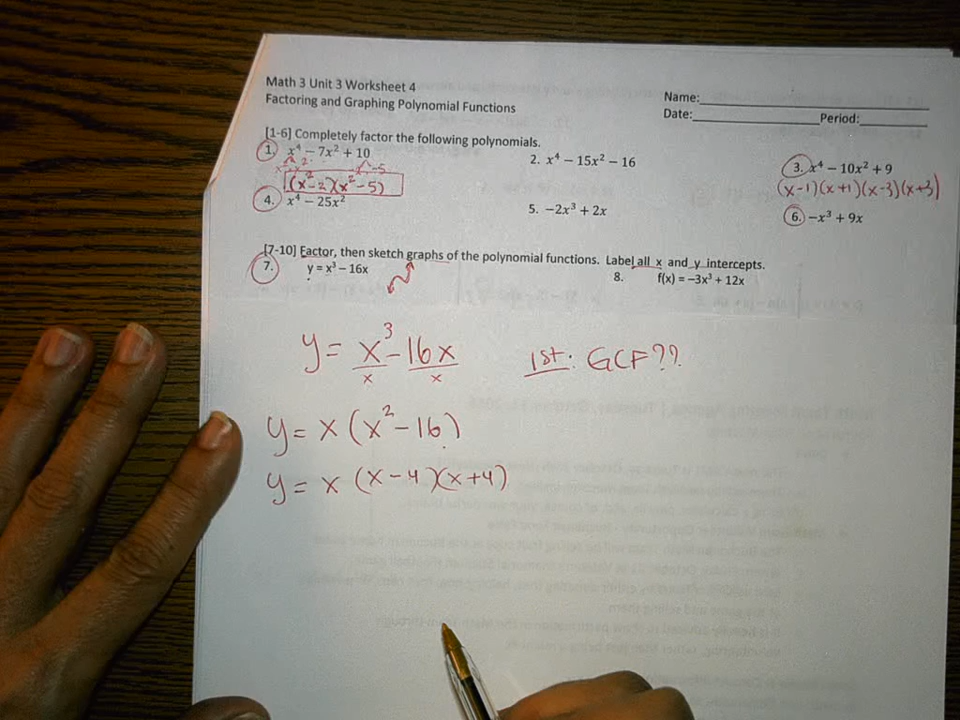 Math 3 Unit 3 Worksheet 4
Factoring and Graphing Polynomial Functions
Name:
Date: Period:
[1-6] Completely factor the following polynomials.
1. x⁴ − 7x² + 10
2. x⁴ − 15x² − 16
3. x⁴ − 10x² + 9
(x²−2)(x²−5)
(x−1)(x+1)(x−3)(x+3)
4. x⁴ − 25x²
5. −2x³ + 2x
6. −x³ + 9x
[7-10] Factor, then sketch graphs of the polynomial functions. Label all x and y intercepts.
7. y = x³ − 16x
8. f(x) = −3x³ + 12x
y = x³ − 16x
x x
1st: GCF??
y = x (x² − 16)
y = x (x − 4)(x + 4)